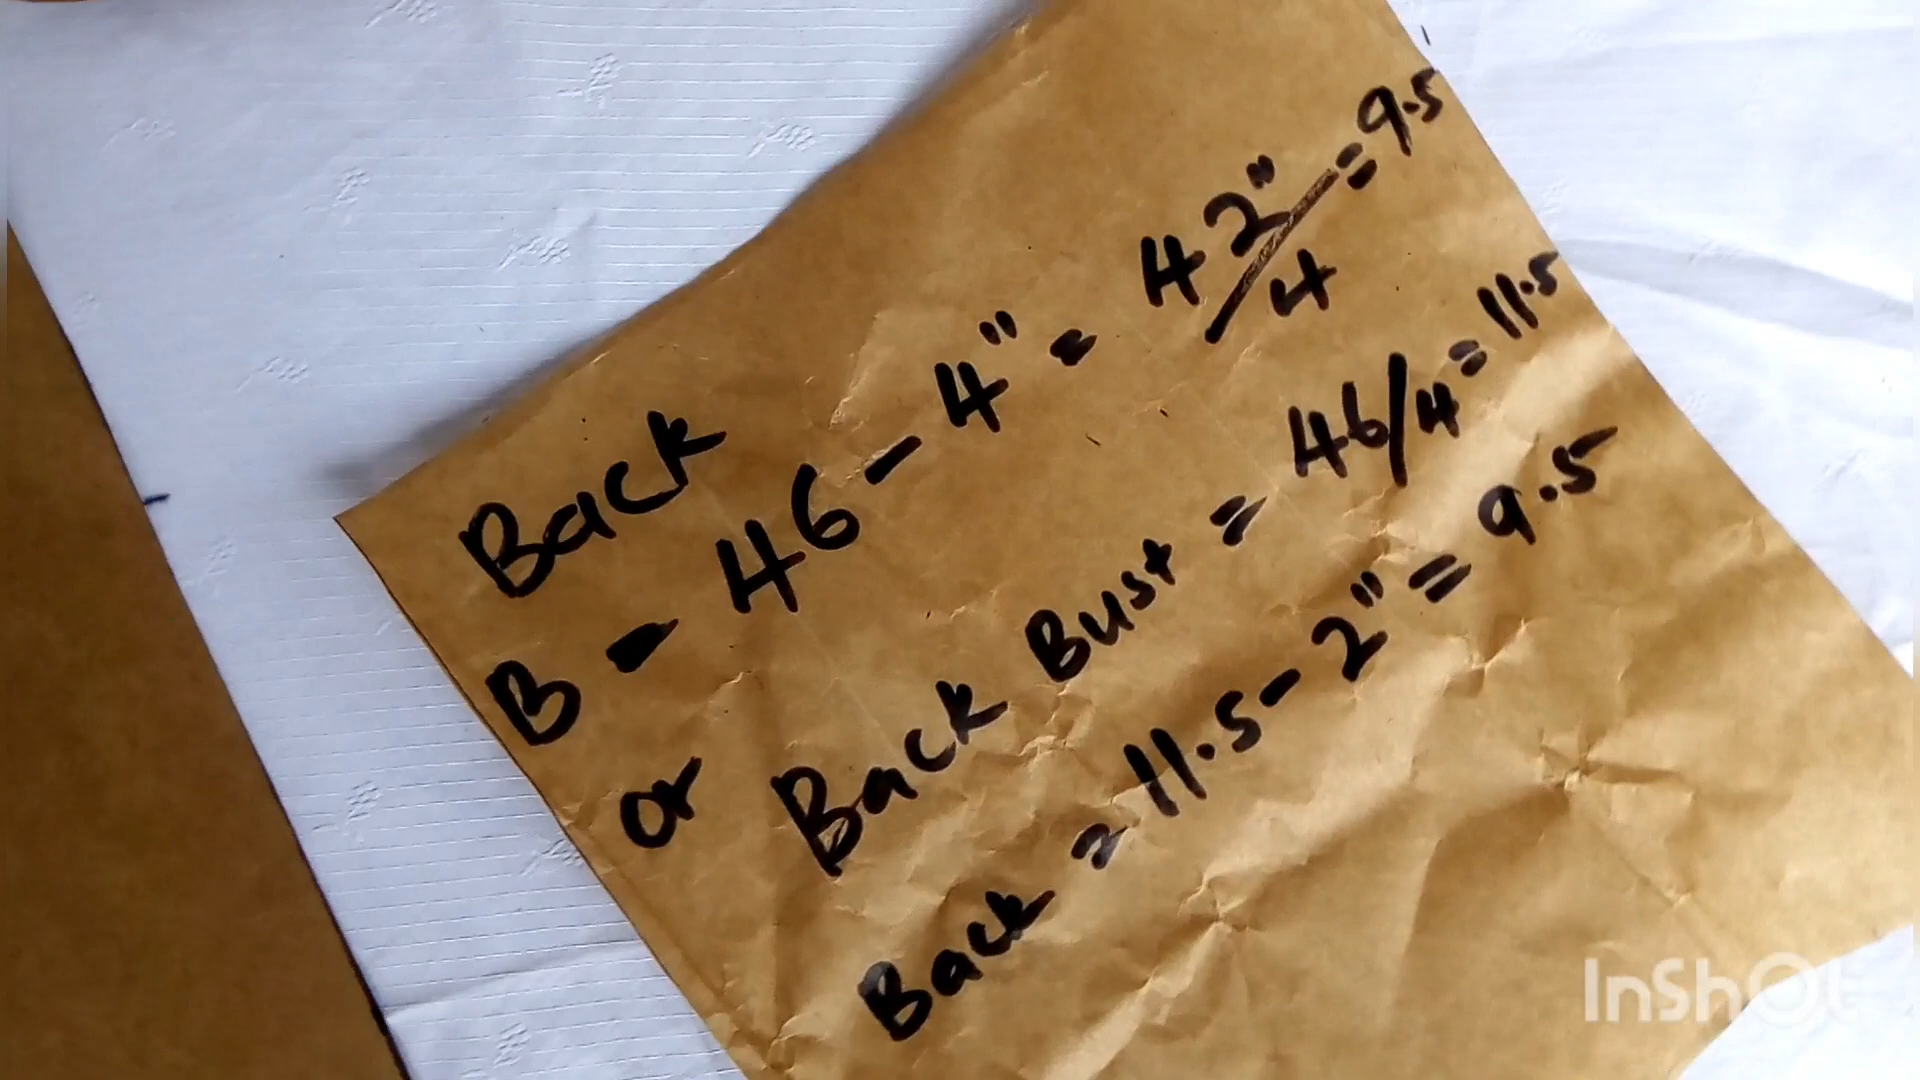 Back
B - 46 - 4" = 42"/4 = 9.5
or Back Bust = 46/4 = 11.5
Back = 11.5 - 2" = 9.5
InShOt